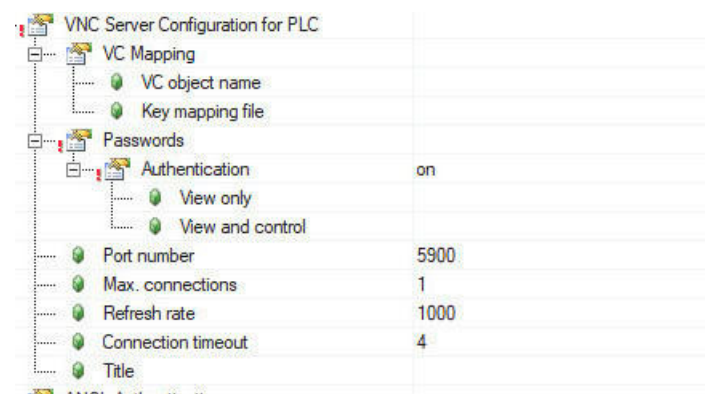 VNC Server Configuration for PLC
VC Mapping
VC object name
Key mapping file
Passwords
Authentication on
View only
View and control
Port number 5900
Max. connections 1
Refresh rate 1000
Connection timeout 4
Title